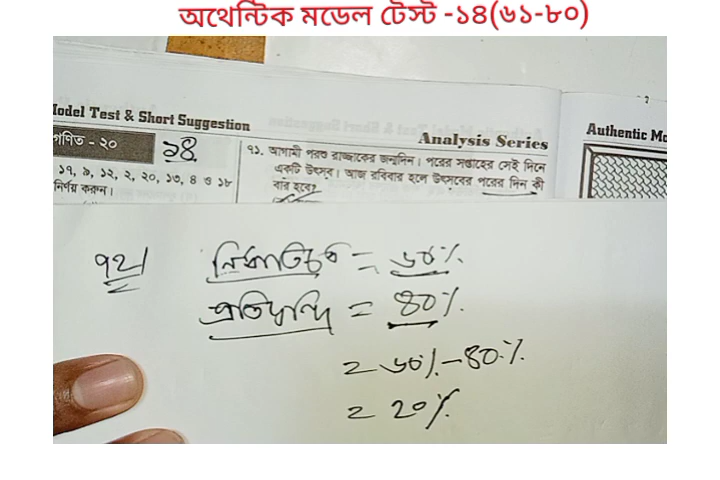 অথেন্টিক মডেল টেস্ট -১৪(৬১-৮০)
Model Test & Short Suggestion
Analysis Series
Authentic Mo
গণিত - ২০
১৪
১৭, ৯, ১২, ২, ২০, ১৩, ৪ ও ১৮
নির্ণয় করুন।
৭১. আগামী পরশু রাজ্জাকের জন্মদিন। পরের সপ্তাহের সেই দিনে
একটি উৎসব। আজ রবিবার হলে উৎসবের পরের দিন কী
বার হবে?
৭২।
নির্বাচিত = ৬০%
প্রতিদ্বন্দ্বি = ৪০%.
= ৬০% - ৪০%.
= ২০%.